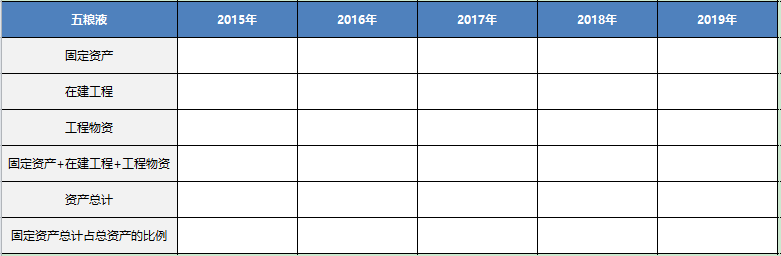 五粮液 2015年 2016年 2017年 2018年 2019年
固定资产
在建工程
工程物资
固定资产+在建工程+工程物资
资产总计
固定资产总计占总资产的比例